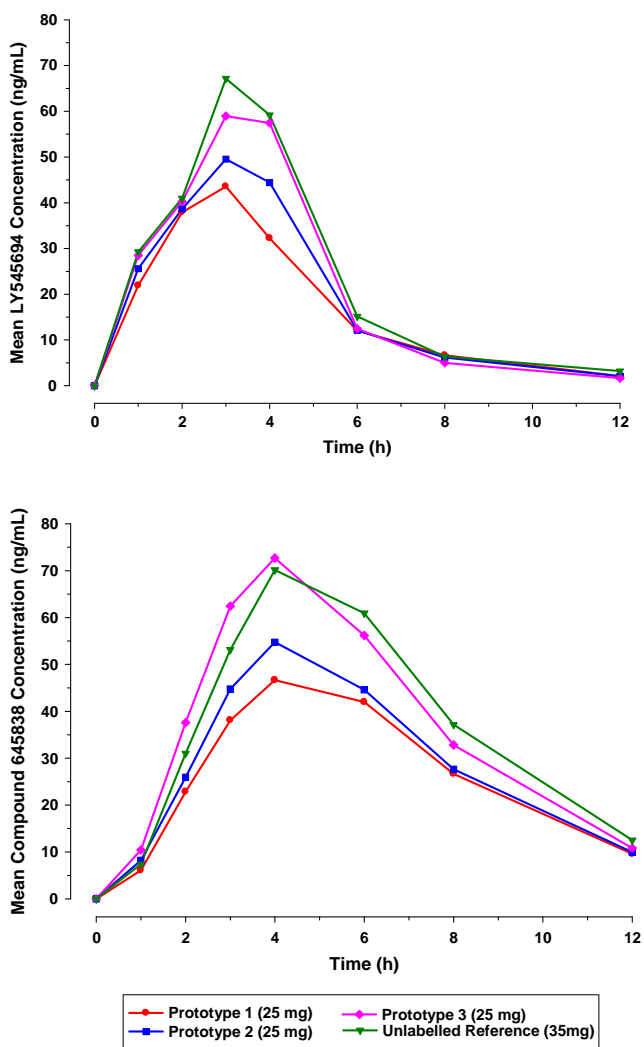 80
70
60
50
40
30
20
10
0
Mean LY545694 Concentration (ng/mL)
0 2 4 6 8 10 12
Time (h)
80
70
60
50
40
30
20
10
0
Mean Compound 645838 Concentration (ng/mL)
0 2 4 6 8 10 12
Time (h)
Prototype 1 (25 mg) Prototype 3 (25 mg)
Prototype 2 (25 mg) Unlabelled Reference (35mg)